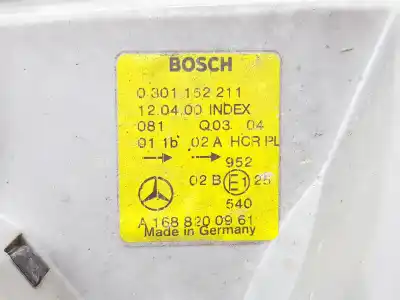 BOSCH
0 301 152 211
12.04.00 INDEX
081 Q03 04
01 1b 02 A HCR PL
952
02 B E1 25
540
A 168 820 09 61
Made in Germany